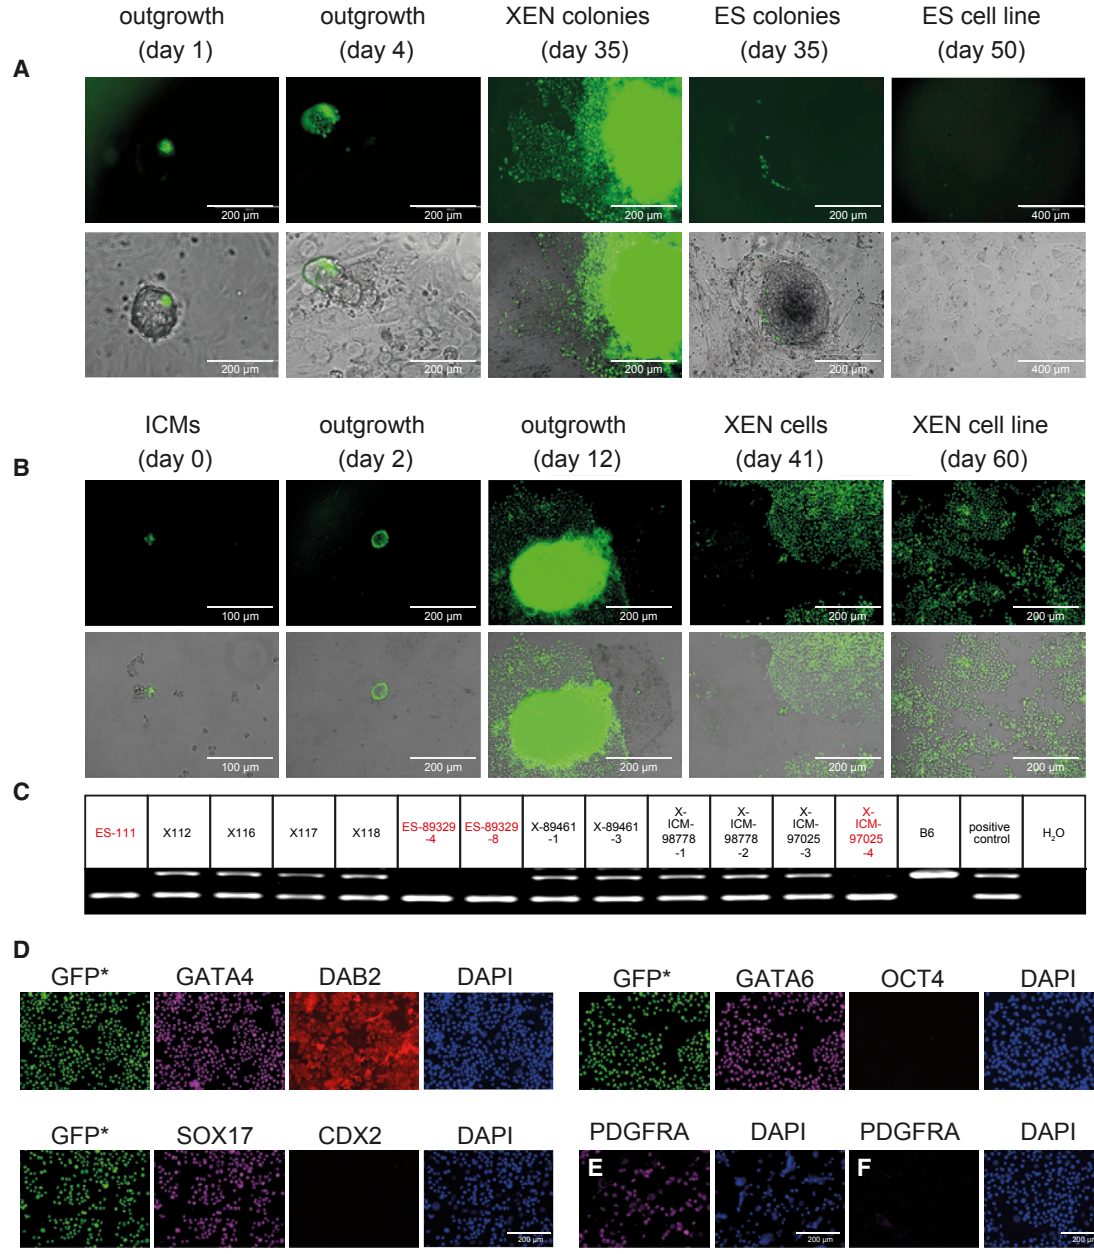 outgrowth
(day 1)
outgrowth
(day 4)
XEN colonies
(day 35)
ES colonies
(day 35)
ES cell line
(day 50)
A
200 µm
200 µm
200 µm
200 µm
400 µm
200 µm
200 µm
200 µm
200 µm
400 µm
ICMs
(day 0)
outgrowth
(day 2)
outgrowth
(day 12)
XEN cells
(day 41)
XEN cell line
(day 60)
B
100 µm
200 µm
200 µm
200 µm
200 µm
100 µm
200 µm
200 µm
200 µm
200 µm
C
ES-111
X112
X116
X117
X118
ES-89329
-4
ES-89329
-8
X-89461
-1
X-89461
-3
X-
ICM-
98778
-1
X-
ICM-
98778
-2
X-
ICM-
97025
-3
X-
ICM-
97025
-4
B6
positive
control
H₂O
D
GFP*
GATA4
DAB2
DAPI
GFP*
GATA6
OCT4
DAPI
GFP*
SOX17
CDX2
DAPI
PDGFRA
DAPI
PDGFRA
DAPI
E
F
200 µm
200 µm
200 µm